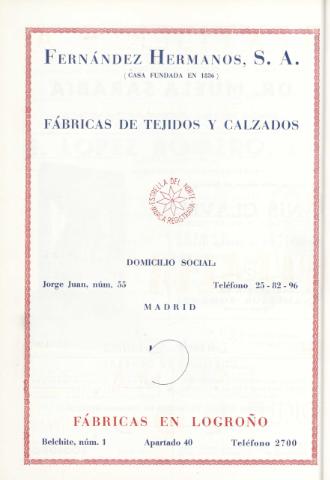 FERNÁNDEZ HERMANOS, S. A.
( CASA FUNDADA EN 1886 )
FÁBRICAS DE TEJIDOS Y CALZADOS
ESTRELLA DEL NORTE
MARCA REGISTRADA
DOMICILIO SOCIAL:
Jorge Juan, núm. 55 Teléfono 25 - 82 - 96
MADRID
FÁBRICAS EN LOGROÑO
Belchite, núm. 1 Apartado 40 Teléfono 2700